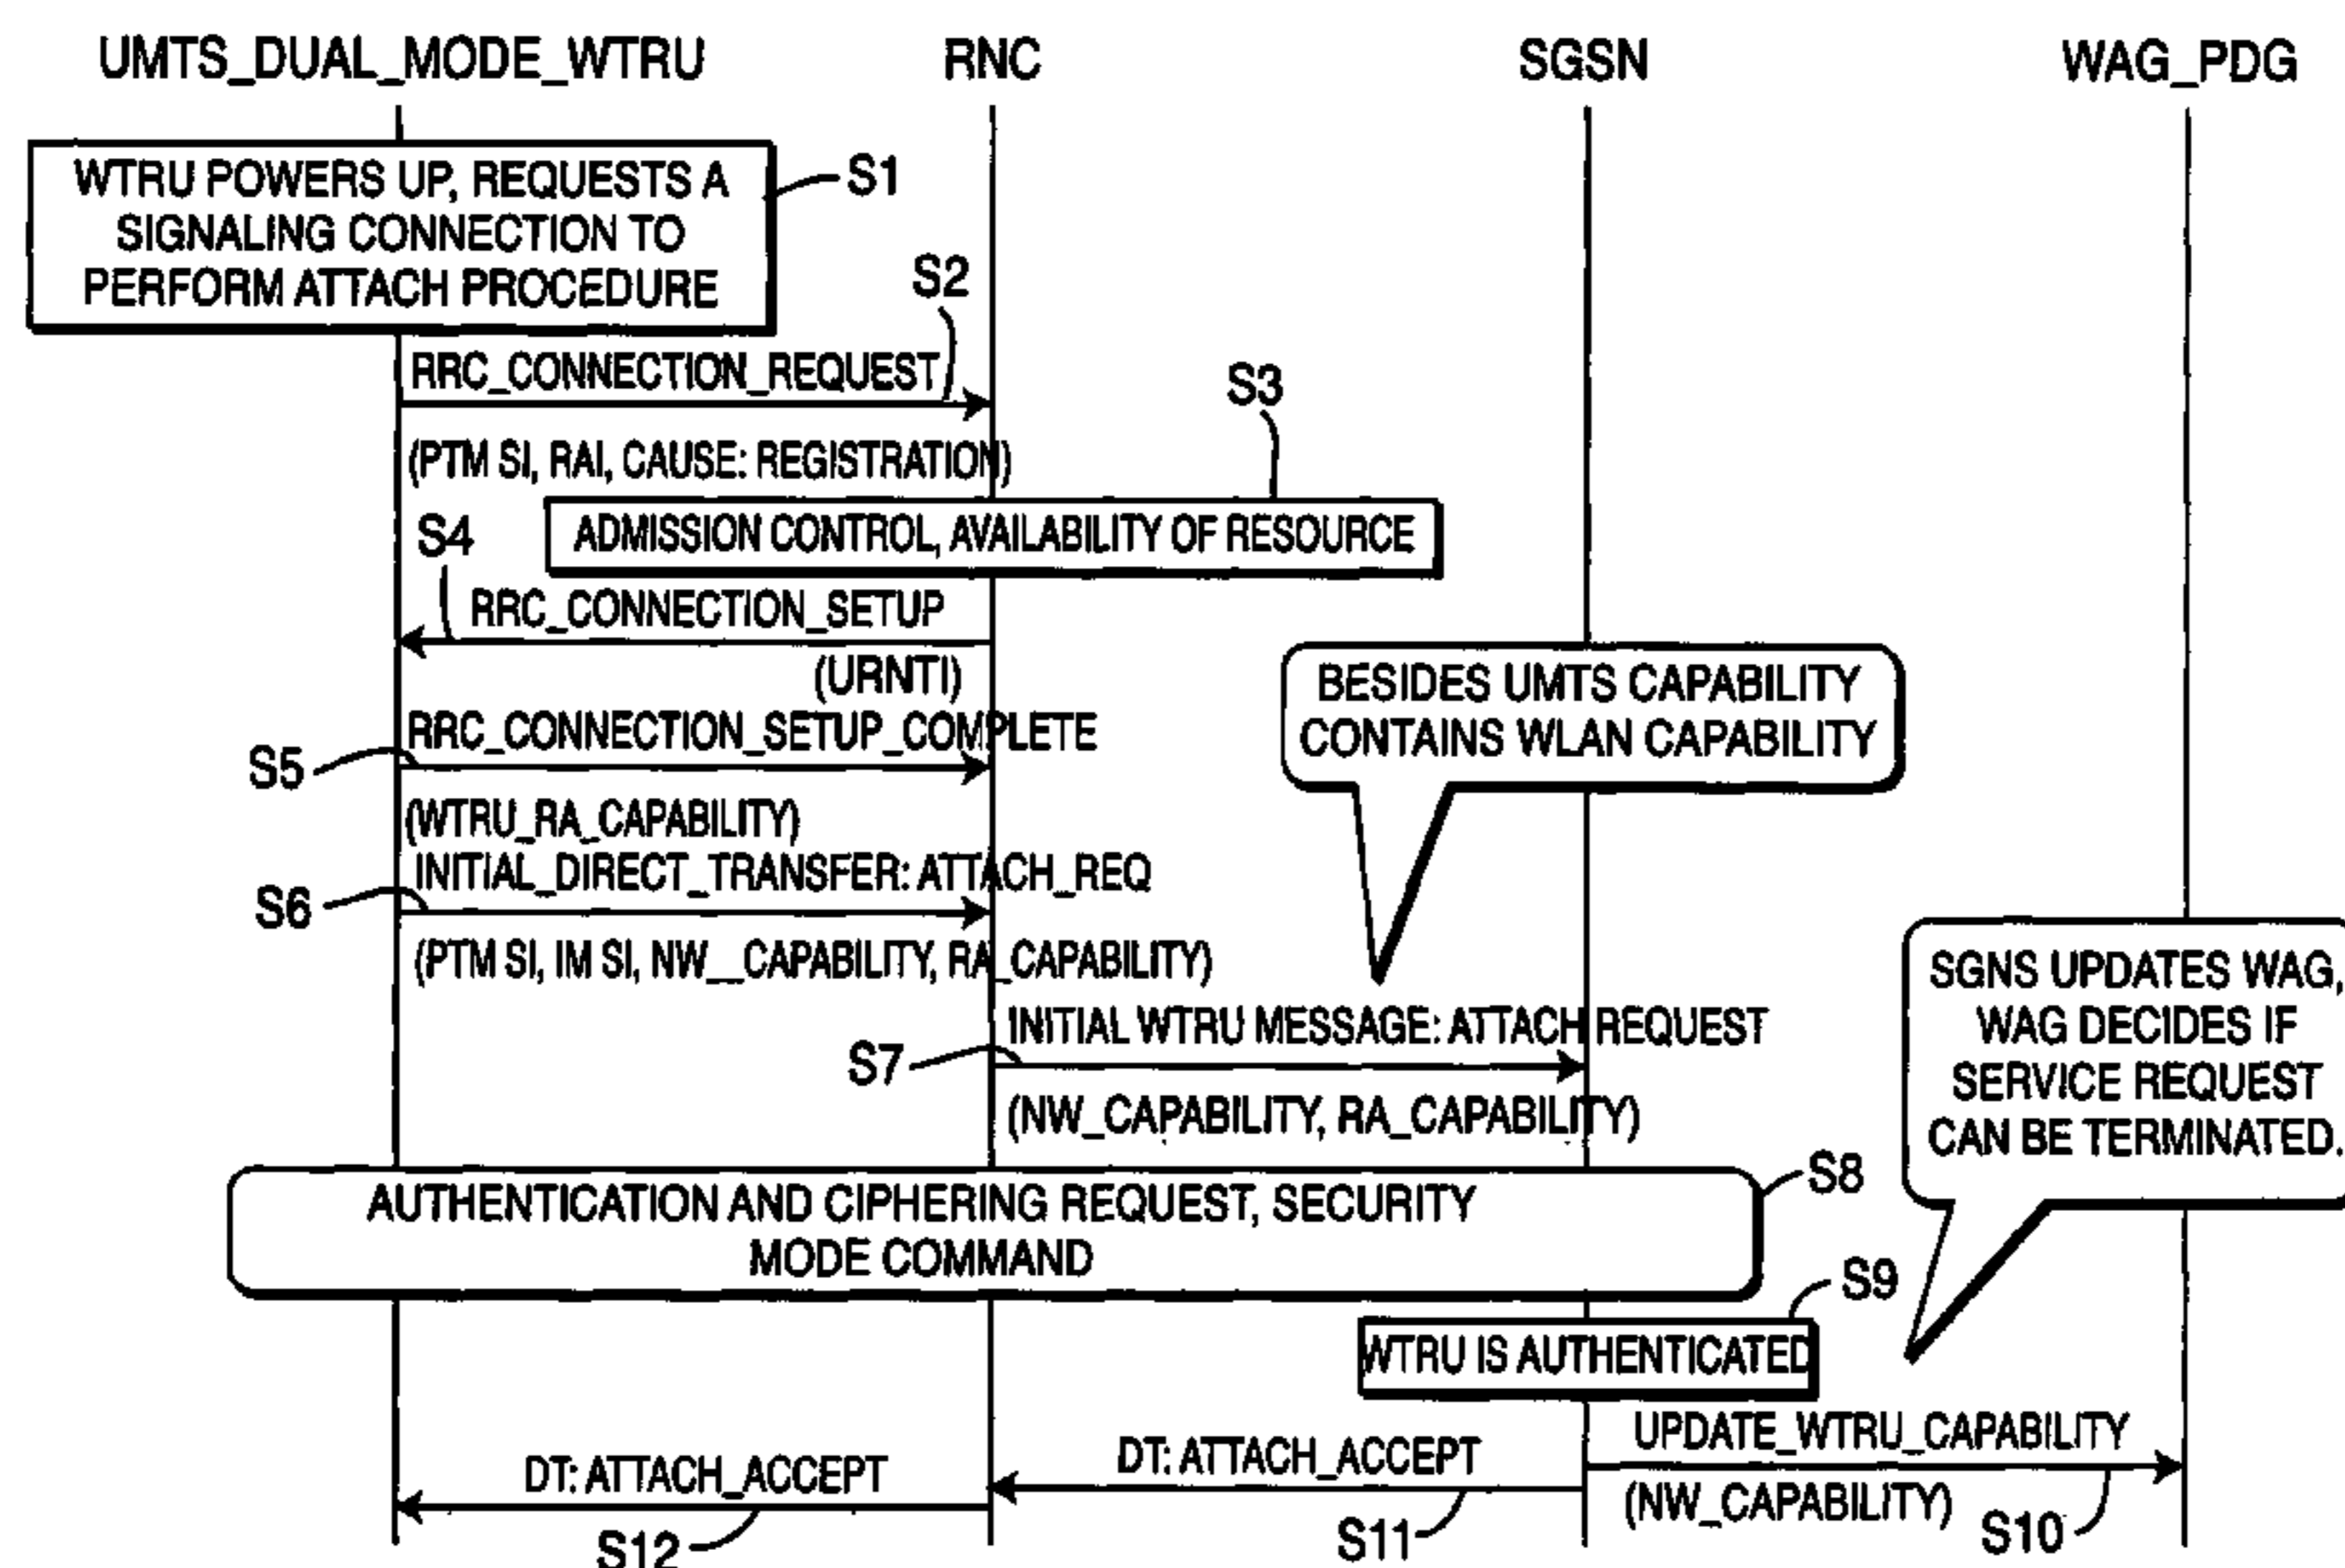 UMTS_DUAL_MODE_WTRU
RNC
SGSN
WAG_PDG
WTRU POWERS UP, REQUESTS A
SIGNALING CONNECTION TO
PERFORM ATTACH PROCEDURE
S1
S2
RRC_CONNECTION_REQUEST
S3
(PTM SI, RAI, CAUSE: REGISTRATION)
S4
ADMISSION CONTROL, AVAILABILITY OF RESOURCE
RRC_CONNECTION_SETUP
(URNTI)
BESIDES UMTS CAPABILITY
CONTAINS WLAN CAPABILITY
RRC_CONNECTION_SETUP_COMPLETE
S5
(WTRU_RA_CAPABILITY)
INITIAL_DIRECT_TRANSFER: ATTACH_REQ
S6
(PTM SI, IM SI, NW__CAPABILITY, RA_CAPABILITY)
SGNS UPDATES WAG,
WAG DECIDES IF
SERVICE REQUEST
CAN BE TERMINATED.
INITIAL WTRU MESSAGE: ATTACH REQUEST
S7
(NW_CAPABILITY, RA_CAPABILITY)
AUTHENTICATION AND CIPHERING REQUEST, SECURITY
MODE COMMAND
S8
S9
WTRU IS AUTHENTICATED
UPDATE_WTRU_CAPABILITY
DT: ATTACH_ACCEPT
DT: ATTACH_ACCEPT
(NW_CAPABILITY)
S10
S11
S12